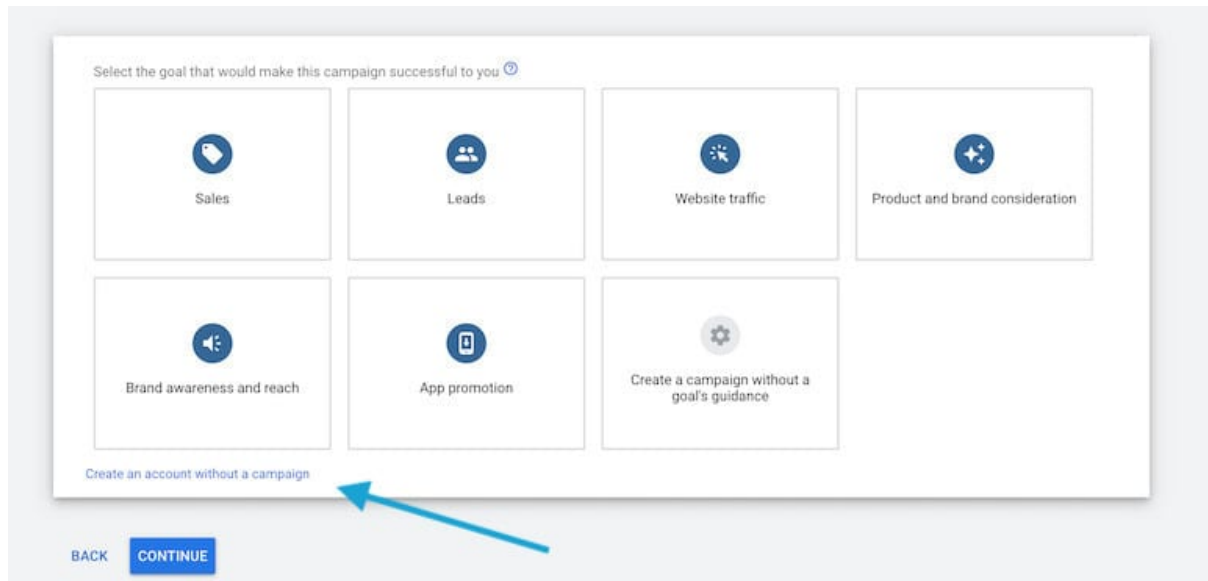 Select the goal that would make this campaign successful to you
Sales
Leads
Website traffic
Product and brand consideration
Brand awareness and reach
App promotion
Create a campaign without a
goal's guidance
Create an account without a campaign
BACK
CONTINUE